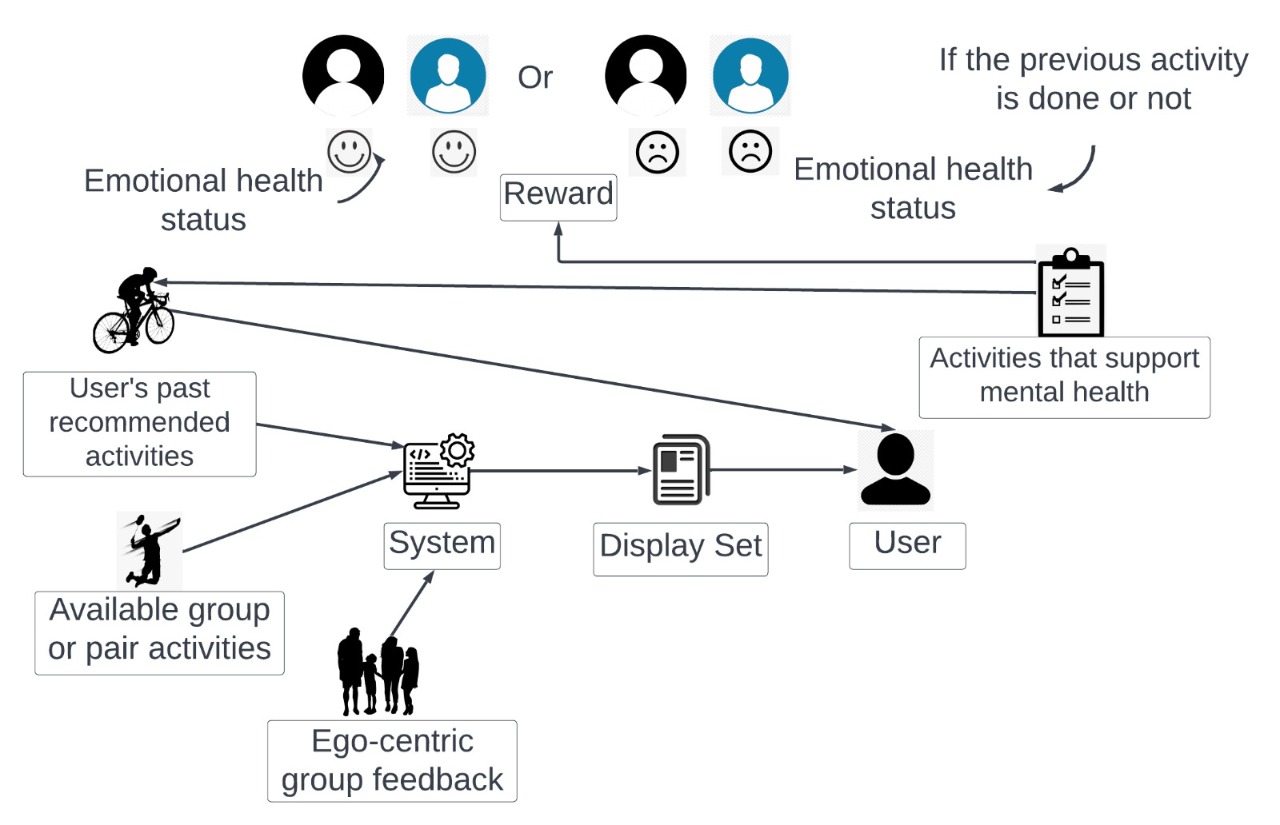 Or
If the previous activity
is done or not
Emotional health
status
Reward
Emotional health
status
Activities that support
mental health
User's past
recommended
activities
System
Display Set
User
Available group
or pair activities
Ego-centric
group feedback